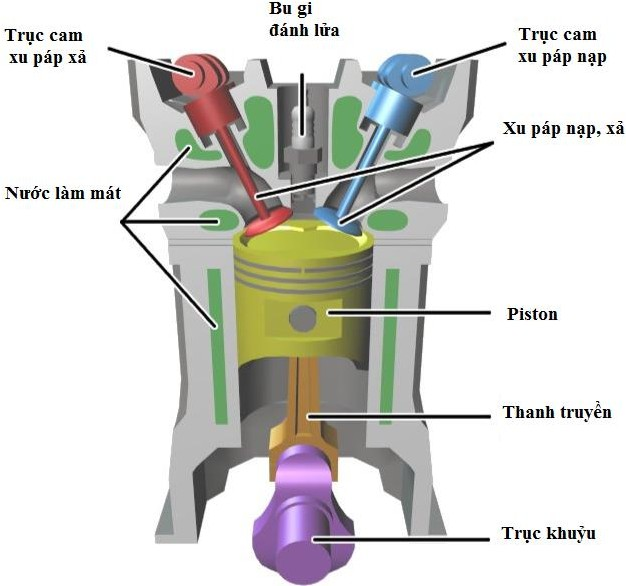 Trục cam
xu páp xả
Bu gi
đánh lửa
Trục cam
xu páp nạp
Xu páp nạp, xả
Nước làm mát
Piston
Thanh truyền
Trục khuỷu